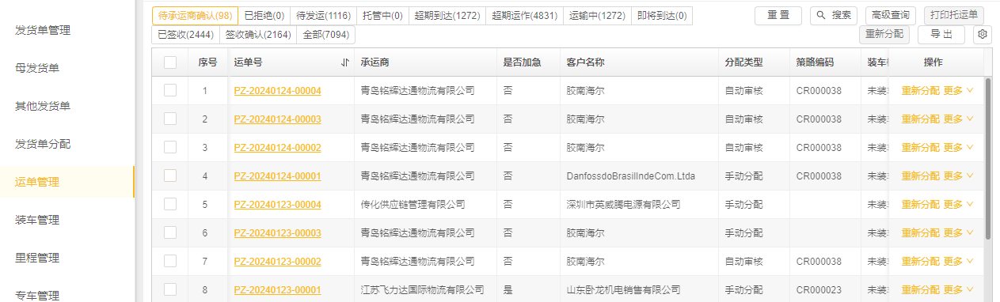 发货单管理
母发货单
其他发货单
发货单分配
运单管理
装车管理
里程管理
专车管理
待承运商确认(98) 已拒绝(0) 待发运(1116) 托管中(0) 超期到达(1272) 超期运作(4831) 运输中(1272) 即将到达(0)
已签收(2444) 签收确认(2164) 全部(7094)
重 置 搜索 高级查询 打印托运单
重新分配 导 出
序号 运单号 承运商 是否加急 客户名称 分配类型 策略编码 装车 操作
1 PZ-20240124-00004 青岛铭辉达通物流有限公司 否 胶南海尔 自动审核 CR000038 未装 重新分配 更多
2 PZ-20240124-00003 青岛铭辉达通物流有限公司 否 胶南海尔 自动审核 CR000038 未装 重新分配 更多
3 PZ-20240124-00002 青岛铭辉达通物流有限公司 否 胶南海尔 自动审核 CR000038 未装 重新分配 更多
4 PZ-20240124-00001 青岛铭辉达通物流有限公司 否 DanfossdoBrasilIndeCom.Ltda 手动分配 CR000038 未装 重新分配 更多
5 PZ-20240123-00004 传化供应链管理有限公司 否 深圳市英威腾电源有限公司 手动分配 未装 重新分配 更多
6 PZ-20240123-00003 青岛铭辉达通物流有限公司 否 胶南海尔 手动分配 未装 重新分配 更多
7 PZ-20240123-00002 青岛铭辉达通物流有限公司 否 胶南海尔 自动审核 CR000038 未装 重新分配 更多
8 PZ-20240123-00001 江苏飞力达国际物流有限公司 是 山东卧龙机电销售有限公司 手动分配 CR000023 未装 重新分配 更多